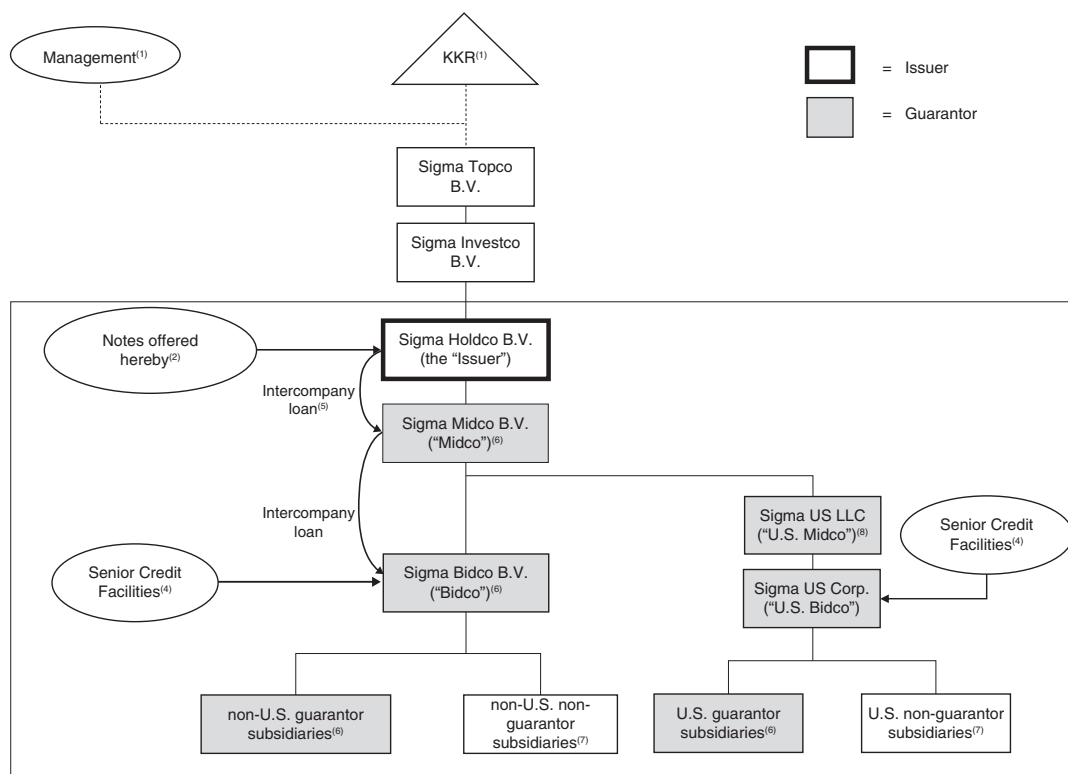 Management(1)
KKR(1)
= Issuer
= Guarantor
Sigma Topco
B.V.
Sigma Investco
B.V.
Notes offered
hereby(2)
Sigma Holdco B.V.
(the “Issuer”)
Intercompany
loan(5)
Sigma Midco B.V.
(“Midco”)(6)
Intercompany
loan
Sigma US LLC
(“U.S. Midco”)(8)
Senior Credit
Facilities(4)
Senior Credit
Facilities(4)
Sigma Bidco B.V.
(“Bidco”)(6)
Sigma US Corp.
(“U.S. Bidco”)
non-U.S. guarantor
subsidiaries(6)
non-U.S. non-
guarantor
subsidiaries(7)
U.S. guarantor
subsidiaries(6)
U.S. non-guarantor
subsidiaries(7)